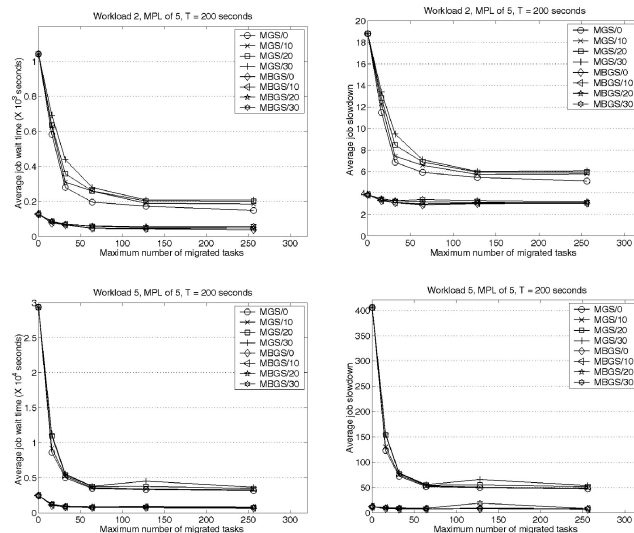 Workload 2, MPL of 5, T = 200 seconds
Average job wait time (X 10³ seconds)
1
0.8
0.6
0.4
0.2
0
0 50 100 150 200 250 300
Maximum number of migrated tasks
MGS/0
MGS/10
MGS/20
MGS/30
MBGS/0
MBGS/10
MBGS/20
MBGS/30
Workload 2, MPL of 5, T = 200 seconds
Average job slowdown
20
18
16
14
12
10
8
6
4
2
0
0 50 100 150 200 250 300
Maximum number of migrated tasks
MGS/0
MGS/10
MGS/20
MGS/30
MBGS/0
MBGS/10
MBGS/20
MBGS/30
Workload 5, MPL of 5, T = 200 seconds
Average job wait time (X 10⁴ seconds)
3
2
1
0.5
0
0 50 100 150 200 250 300
Maximum number of migrated tasks
MGS/0
MGS/10
MGS/20
MGS/30
MBGS/0
MBGS/10
MBGS/20
MBGS/30
Workload 5, MPL of 5, T = 200 seconds
Average job slowdown
400
350
300
250
200
150
100
50
0
0 50 100 150 200 250 300
Maximum number of migrated tasks
MGS/0
MGS/10
MGS/20
MGS/30
MBGS/0
MBGS/10
MBGS/20
MBGS/30